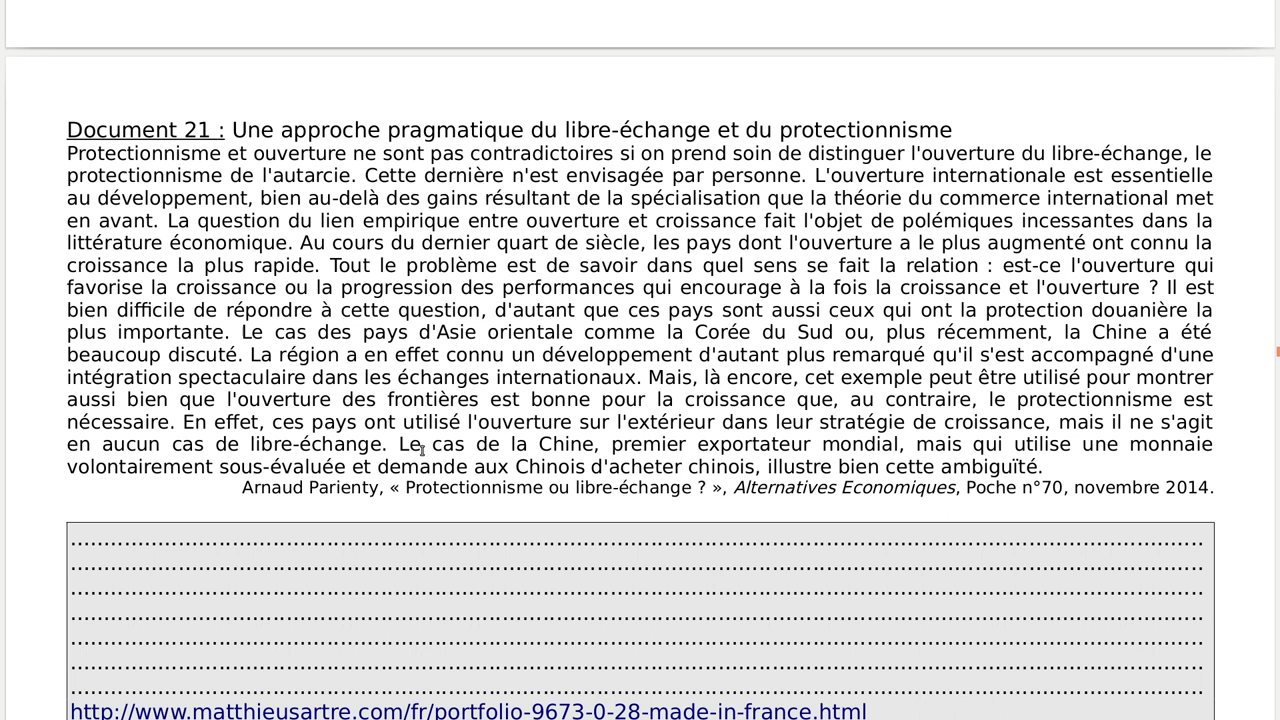 Document 21 : Une approche pragmatique du libre-échange et du protectionnisme
Protectionnisme et ouverture ne sont pas contradictoires si on prend soin de distinguer l'ouverture du libre-échange, le
protectionnisme de l'autarcie. Cette dernière n'est envisagée par personne. L'ouverture internationale est essentielle
au développement, bien au-delà des gains résultant de la spécialisation que la théorie du commerce international met
en avant. La question du lien empirique entre ouverture et croissance fait l'objet de polémiques incessantes dans la
littérature économique. Au cours du dernier quart de siècle, les pays dont l'ouverture a le plus augmenté ont connu la
croissance la plus rapide. Tout le problème est de savoir dans quel sens se fait la relation : est-ce l'ouverture qui
favorise la croissance ou la progression des performances qui encourage à la fois la croissance et l'ouverture ? Il est
bien difficile de répondre à cette question, d'autant que ces pays sont aussi ceux qui ont la protection douanière la
plus importante. Le cas des pays d'Asie orientale comme la Corée du Sud ou, plus récemment, la Chine a été
beaucoup discuté. La région a en effet connu un développement d'autant plus remarqué qu'il s'est accompagné d'une
intégration spectaculaire dans les échanges internationaux. Mais, là encore, cet exemple peut être utilisé pour montrer
aussi bien que l'ouverture des frontières est bonne pour la croissance que, au contraire, le protectionnisme est
nécessaire. En effet, ces pays ont utilisé l'ouverture sur l'extérieur dans leur stratégie de croissance, mais il ne s'agit
en aucun cas de libre-échange. Le cas de la Chine, premier exportateur mondial, mais qui utilise une monnaie
volontairement sous-évaluée et demande aux Chinois d'acheter chinois, illustre bien cette ambiguïté.
Arnaud Parienty, « Protectionnisme ou libre-échange ? », Alternatives Economiques, Poche n°70, novembre 2014.
http://www.matthieusartre.com/fr/portfolio-9673-0-28-made-in-france.html